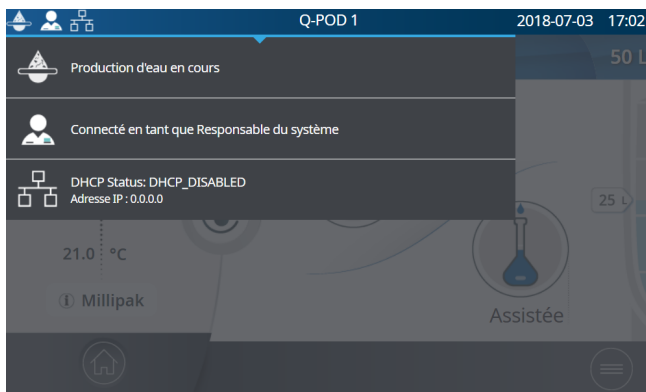 Q-POD 1
2018-07-03 17:02
Production d'eau en cours
50 L
Connecté en tant que Responsable du système
DHCP Status: DHCP_DISABLED
Adresse IP : 0.0.0.0
25 L
21.0 °C
Millipak
Assistée